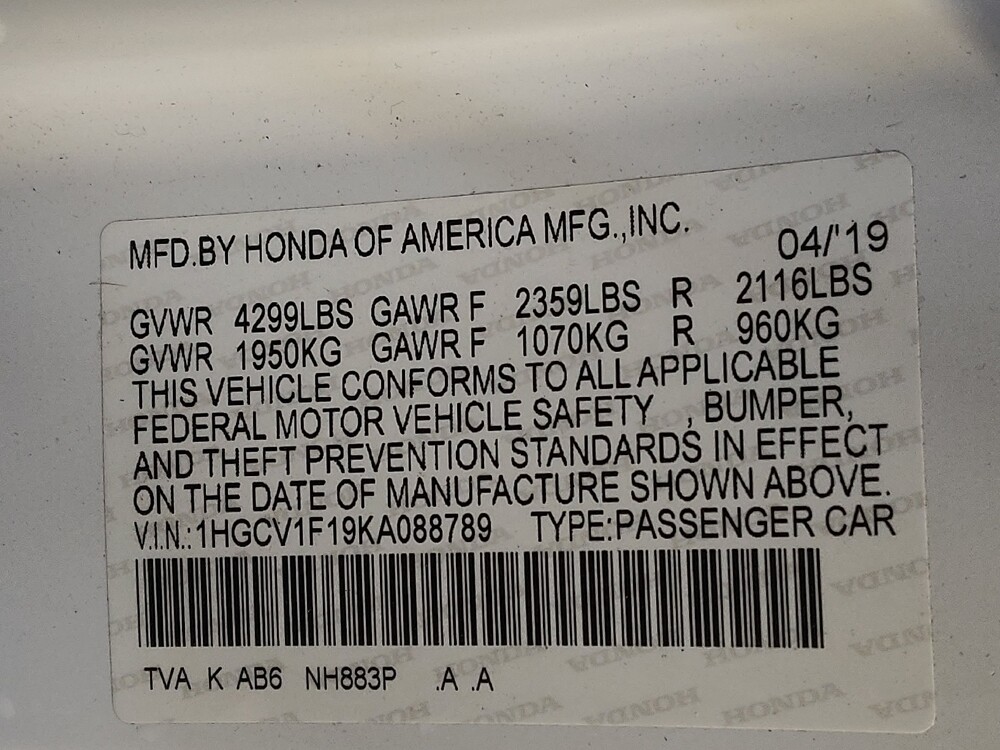 MFD.BY HONDA OF AMERICA MFG.,INC. 04/'19
GVWR 4299LBS GAWR F 2359LBS R 2116LBS
GVWR 1950KG GAWR F 1070KG R 960KG
THIS VEHICLE CONFORMS TO ALL APPLICABLE
FEDERAL MOTOR VEHICLE SAFETY , BUMPER,
AND THEFT PREVENTION STANDARDS IN EFFECT
ON THE DATE OF MANUFACTURE SHOWN ABOVE.
V.I.N.: 1HGCV1F19KA088789 TYPE:PASSENGER CAR
TVA K AB6 NH883P .A .A